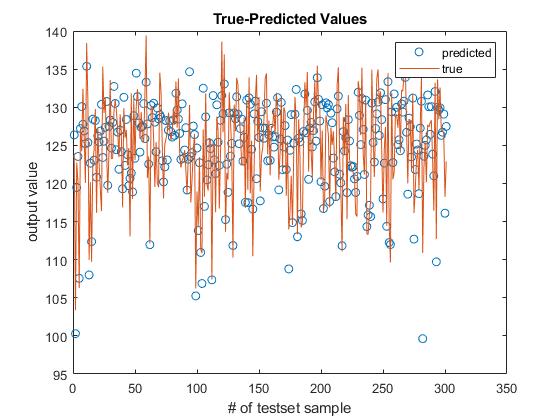 True-Predicted Values
140
135
130
125
120
115
110
105
100
95
output value
predicted
true
0 50 100 150 200 250 300 350
# of testset sample